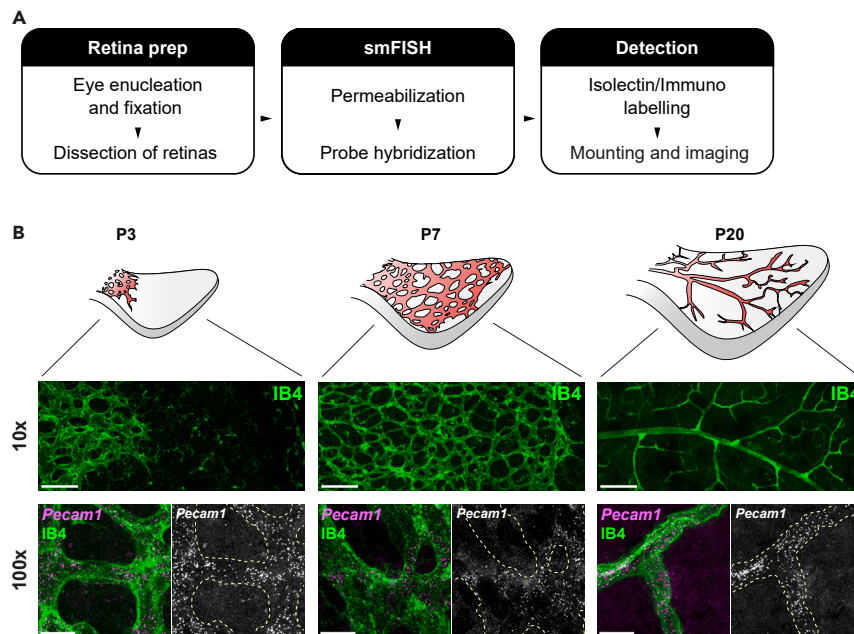 A
Retina prep
Eye enucleation
and fixation
Dissection of retinas
smFISH
Permeabilization
Probe hybridization
Detection
Isolectin/Immuno
labelling
Mounting and imaging
B
P3
P7
P20
10x
IB4
IB4
IB4
100x
Pecam1
IB4
Pecam1
Pecam1
IB4
Pecam1
Pecam1
IB4
Pecam1